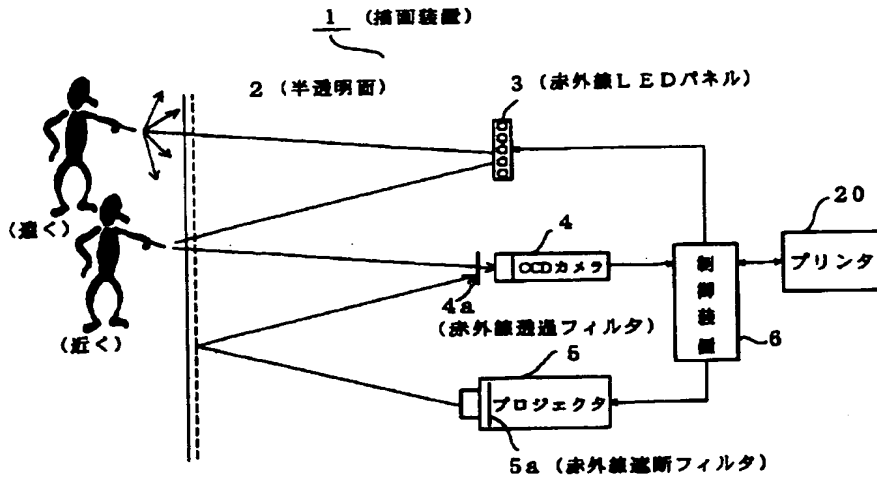 1 (描画装置)
2 (半透明面)
3 (赤外線LEDパネル)
(遠く)
(近く)
4
CCDカメラ
4a
(赤外線透過フィルタ)
制御装置
6
20
プリンタ
5
プロジェクタ
5a (赤外線遮断フィルタ)